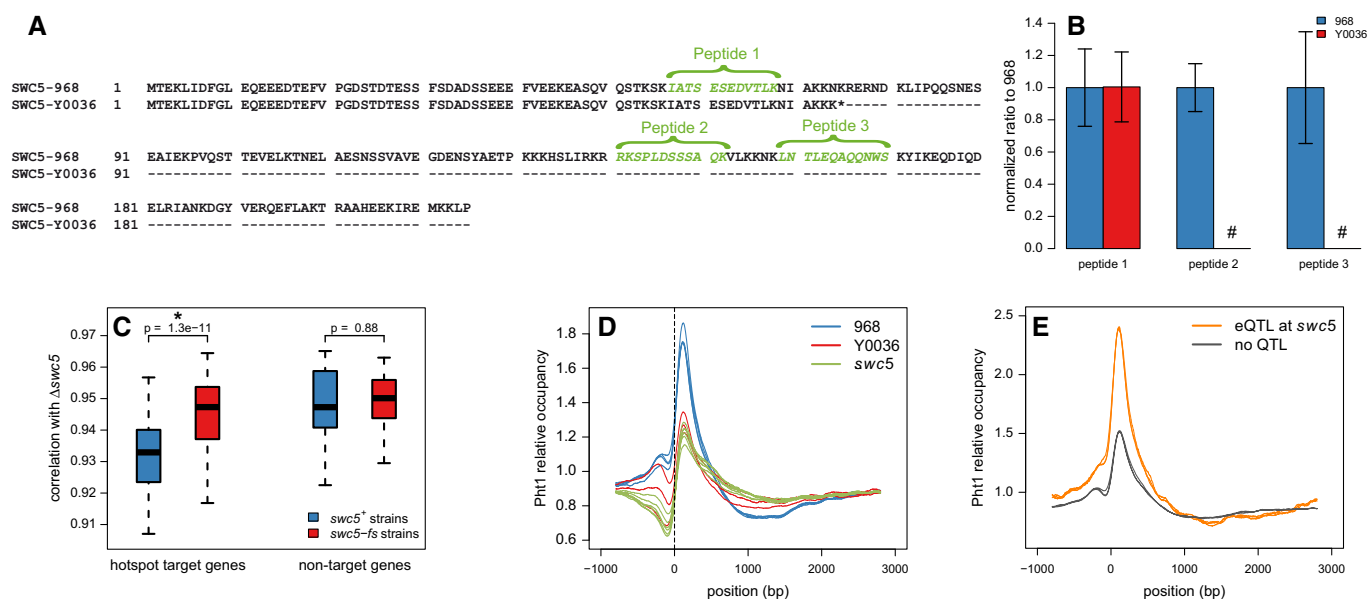 A
Peptide 1
SWC5-968 1 MTEKLIDFGL EQEEEDTEFV PGDSTDTESS FSDADSSEEE FVEEKEASQV QSTKSKIATS ESEDVTLKNI AKKNKRERND KLIPQQSNES
SWC5-Y0036 1 MTEKLIDFGL EQEEEDTEFV PGDSTDTESS FSDADSSEEE FVEEKEASQV QSTKSKIATS ESEDVTLKNI AKKK*----- ----------
Peptide 2 Peptide 3
SWC5-968 91 EAIEKPVQST TEVELKTNEL AESNSSVAVE GDENSYAETP KKKHSLIRKR RKSPLDSSSA QKVLKKNKLN TLEQAQQNWS KYIKEQDIQD
SWC5-Y0036 91 ---------- ---------- ---------- ---------- ---------- ---------- ---------- ---------- ----------
SWC5-968 181 ELRIANKDGY VERQEFLAKT RAAHEEKIRE MKKLP
SWC5-Y0036 181 ---------- ---------- ---------- -----
B
968
Y0036
normalized ratio to 968
1.4
1.2
1.0
0.8
0.6
0.4
0.2
0.0
# #
peptide 1 peptide 2 peptide 3
C
correlation with Δswc5
0.97
0.96
0.95
0.94
0.93
0.92
0.91
*
p = 1.3e−11 p = 0.88
swc5+ strains
swc5−fs strains
hotspot target genes non-target genes
D
968
Y0036
swc5
Pht1 relative occupancy
1.8
1.6
1.4
1.2
1.0
0.8
0.6
−1000 0 1000 2000 3000
position (bp)
E
eQTL at swc5
no QTL
Pht1 relative occupancy
2.5
2.0
1.5
1.0
−1000 0 1000 2000 3000
position (bp)